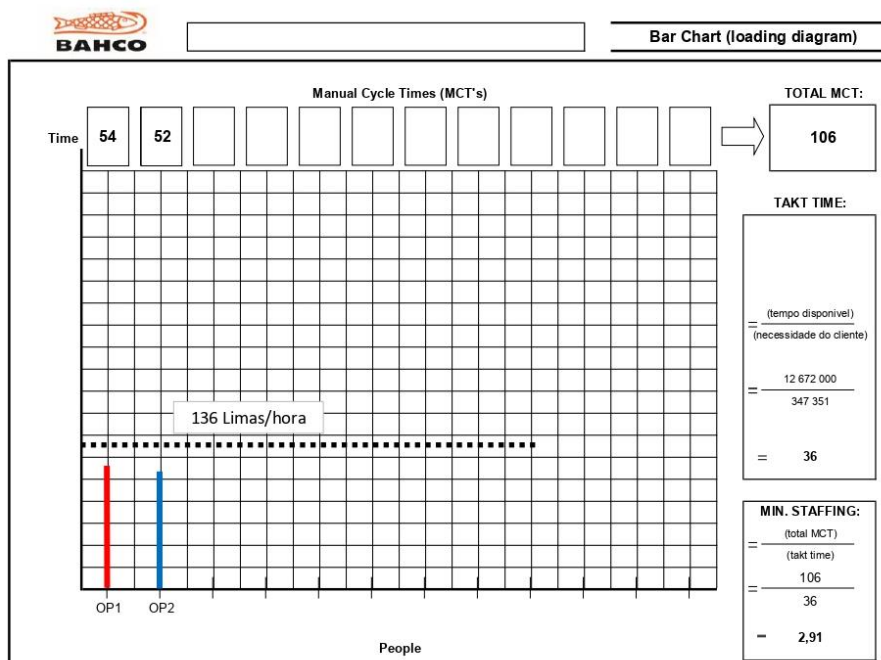 BAHCO
Bar Chart (loading diagram)
Manual Cycle Times (MCT's)
TOTAL MCT:
Time
54
52
106
TAKT TIME:
= (tempo disponivel)
(necessidade do cliente)
= 12 672 000
347 351
= 36
136 Limas/hora
MIN. STAFFING:
= (total MCT)
(takt time)
= 106
36
= 2,91
OP1
OP2
People